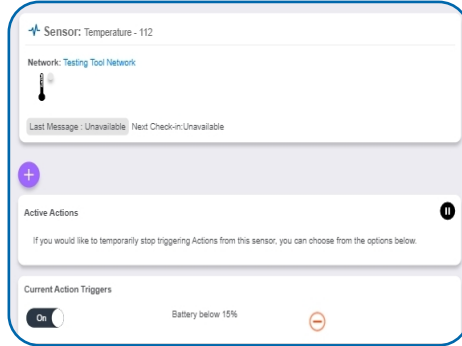 Sensor: Temperature - 112
Network: Testing Tool Network
Last Message : Unavailable Next Check-in:Unavailable
Active Actions
If you would like to temporarily stop triggering Actions from this sensor, you can choose from the options below.
Current Action Triggers
On Battery below 15%